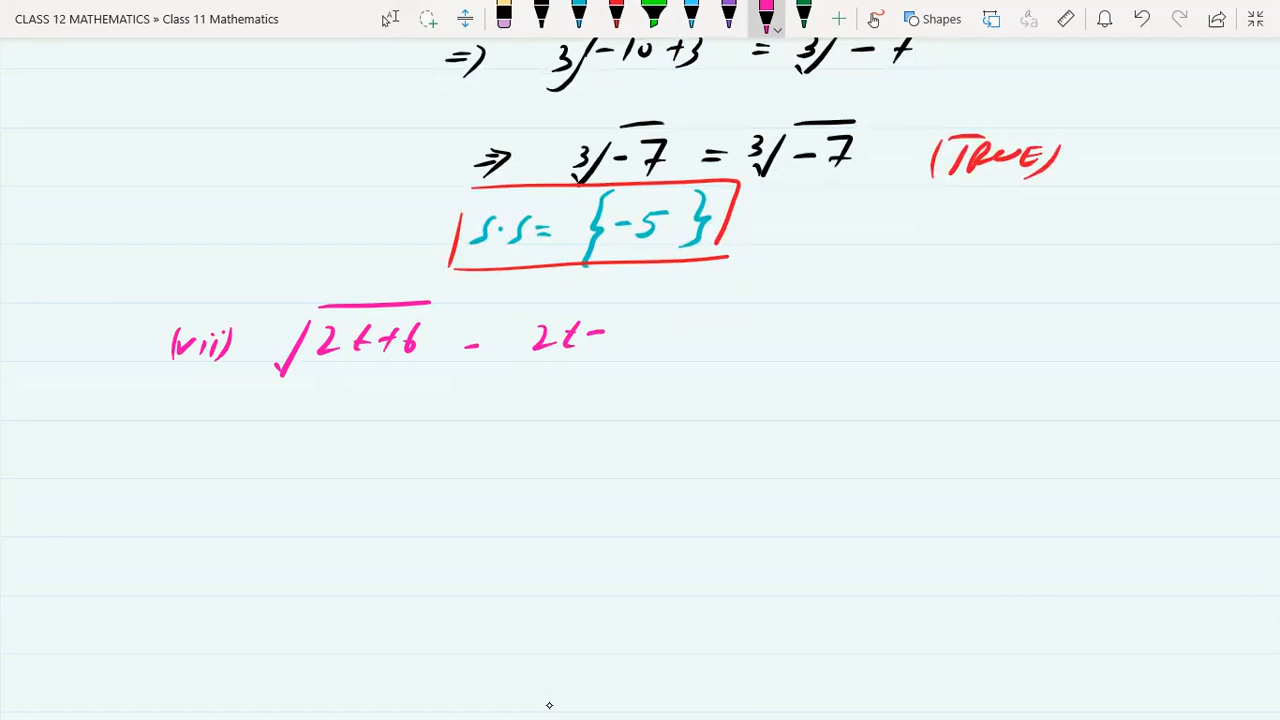 CLASS 12 MATHEMATICS » Class 11 Mathematics
Shapes
=> ∛-10+3 = ∛-7
=> ∛-7 = ∛-7 (TRUE)
S.S = {-5}
(vii) √2t+6 - 2t-